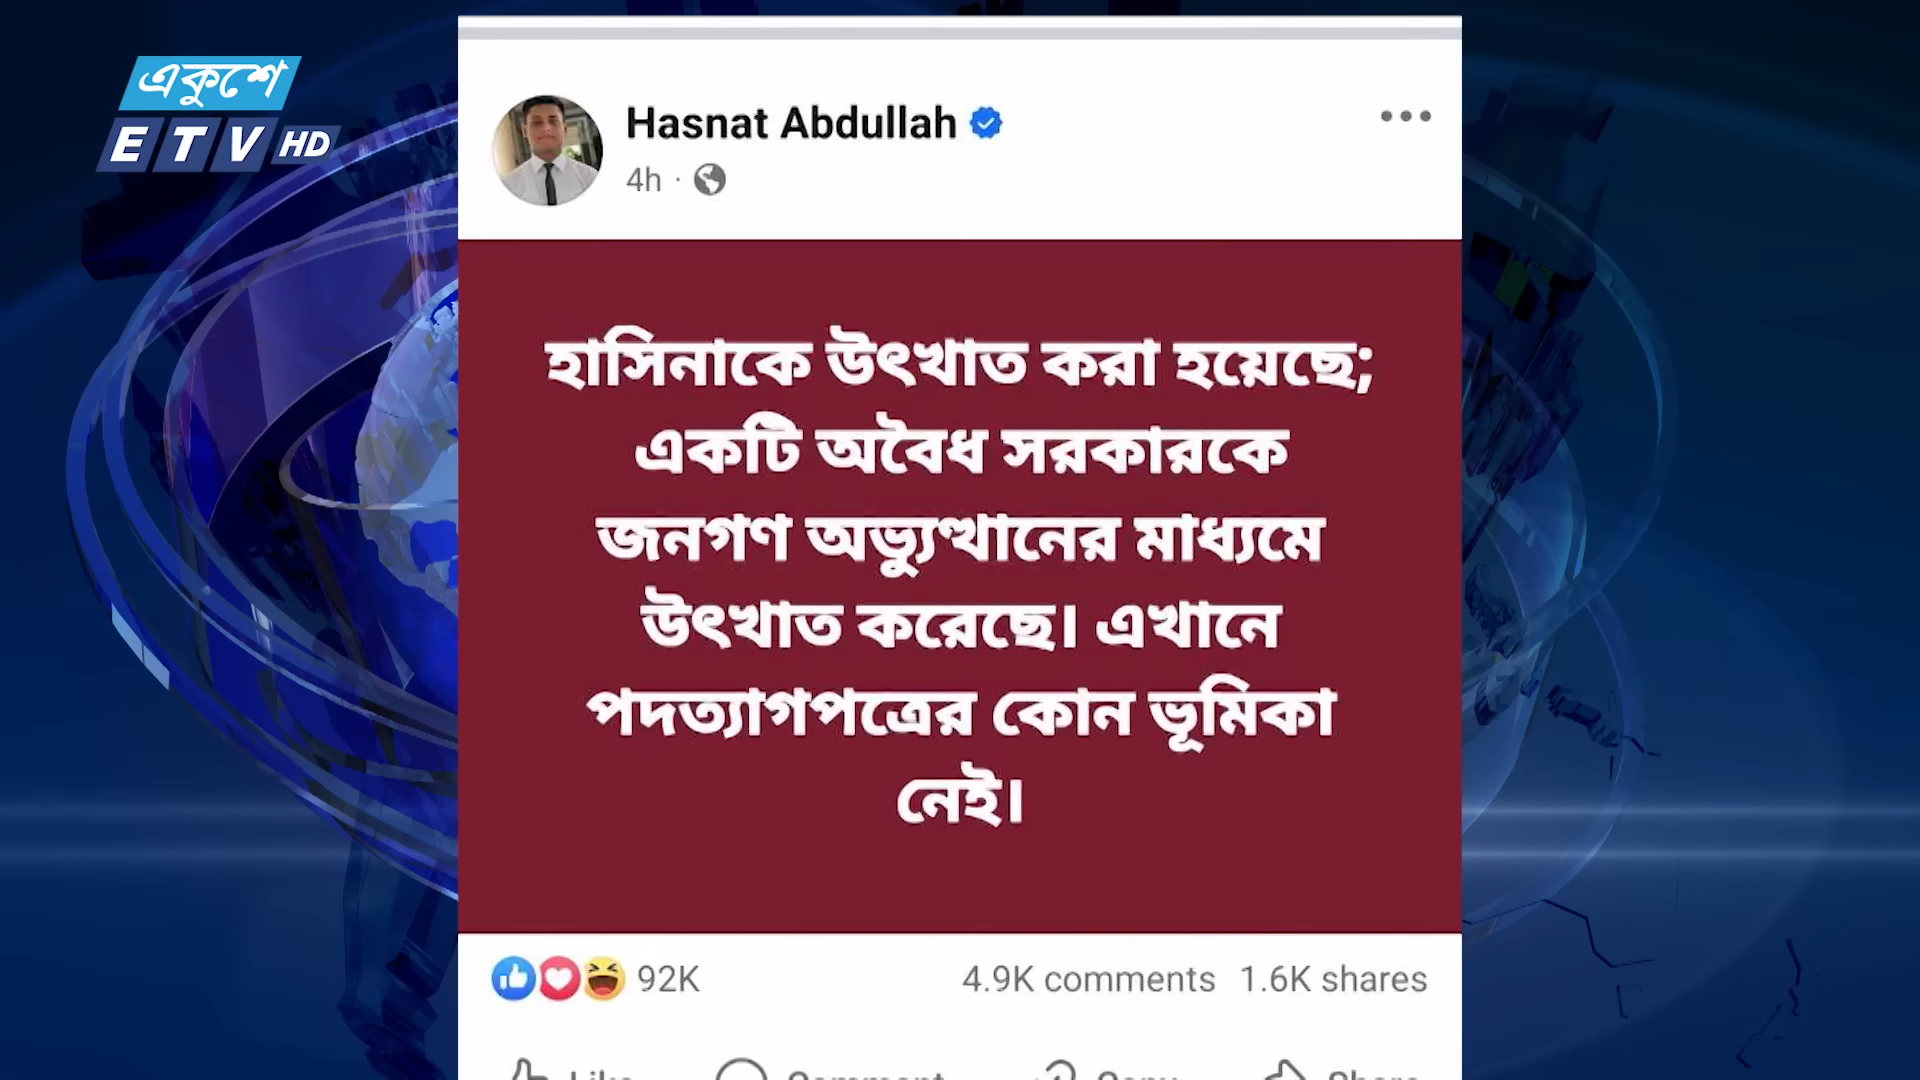 একুশে
ETV HD
Hasnat Abdullah
4h ·
হাসিনাকে উৎখাত করা হয়েছে;
একটি অবৈধ সরকারকে
জনগণ অভ্যুত্থানের মাধ্যমে
উৎখাত করেছে। এখানে
পদত্যাগপত্রের কোন ভূমিকা
নেই।
92K 4.9K comments 1.6K shares
Like Comment Copy Share